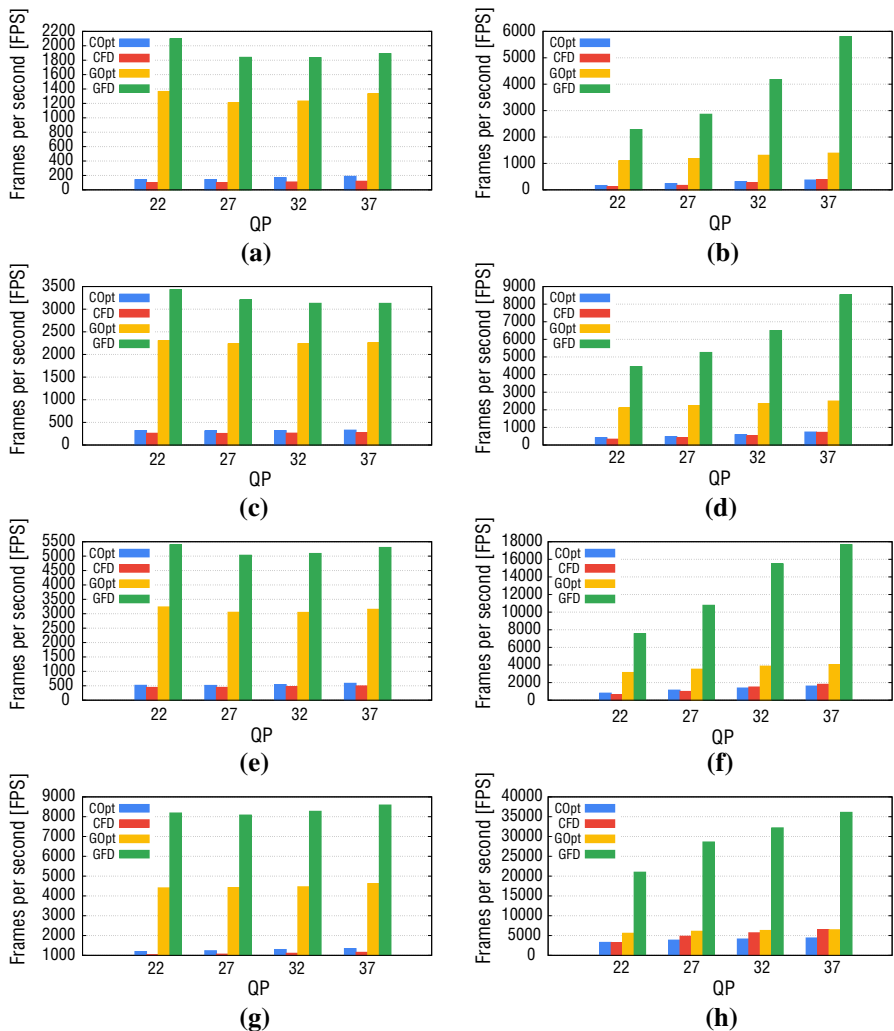 Frames per second [FPS]
2200
2000
1800
1600
1400
1200
1000
800
600
400
200
0
COpt
CFD
GOpt
GFD
22 27 32 37
QP
(a)
Frames per second [FPS]
6000
5000
4000
3000
2000
1000
0
COpt
CFD
GOpt
GFD
22 27 32 37
QP
(b)
Frames per second [FPS]
3500
3000
2500
2000
1500
1000
500
0
COpt
CFD
GOpt
GFD
22 27 32 37
QP
(c)
Frames per second [FPS]
9000
8000
7000
6000
5000
4000
3000
2000
1000
0
COpt
CFD
GOpt
GFD
22 27 32 37
QP
(d)
Frames per second [FPS]
5500
5000
4500
4000
3500
3000
2500
2000
1500
1000
500
0
COpt
CFD
GOpt
GFD
22 27 32 37
QP
(e)
Frames per second [FPS]
18000
16000
14000
12000
10000
8000
6000
4000
2000
0
COpt
CFD
GOpt
GFD
22 27 32 37
QP
(f)
Frames per second [FPS]
9000
8000
7000
6000
5000
4000
3000
2000
1000
COpt
CFD
GOpt
GFD
22 27 32 37
QP
(g)
Frames per second [FPS]
40000
35000
30000
25000
20000
15000
10000
5000
0
COpt
CFD
GOpt
GFD
22 27 32 37
QP
(h)